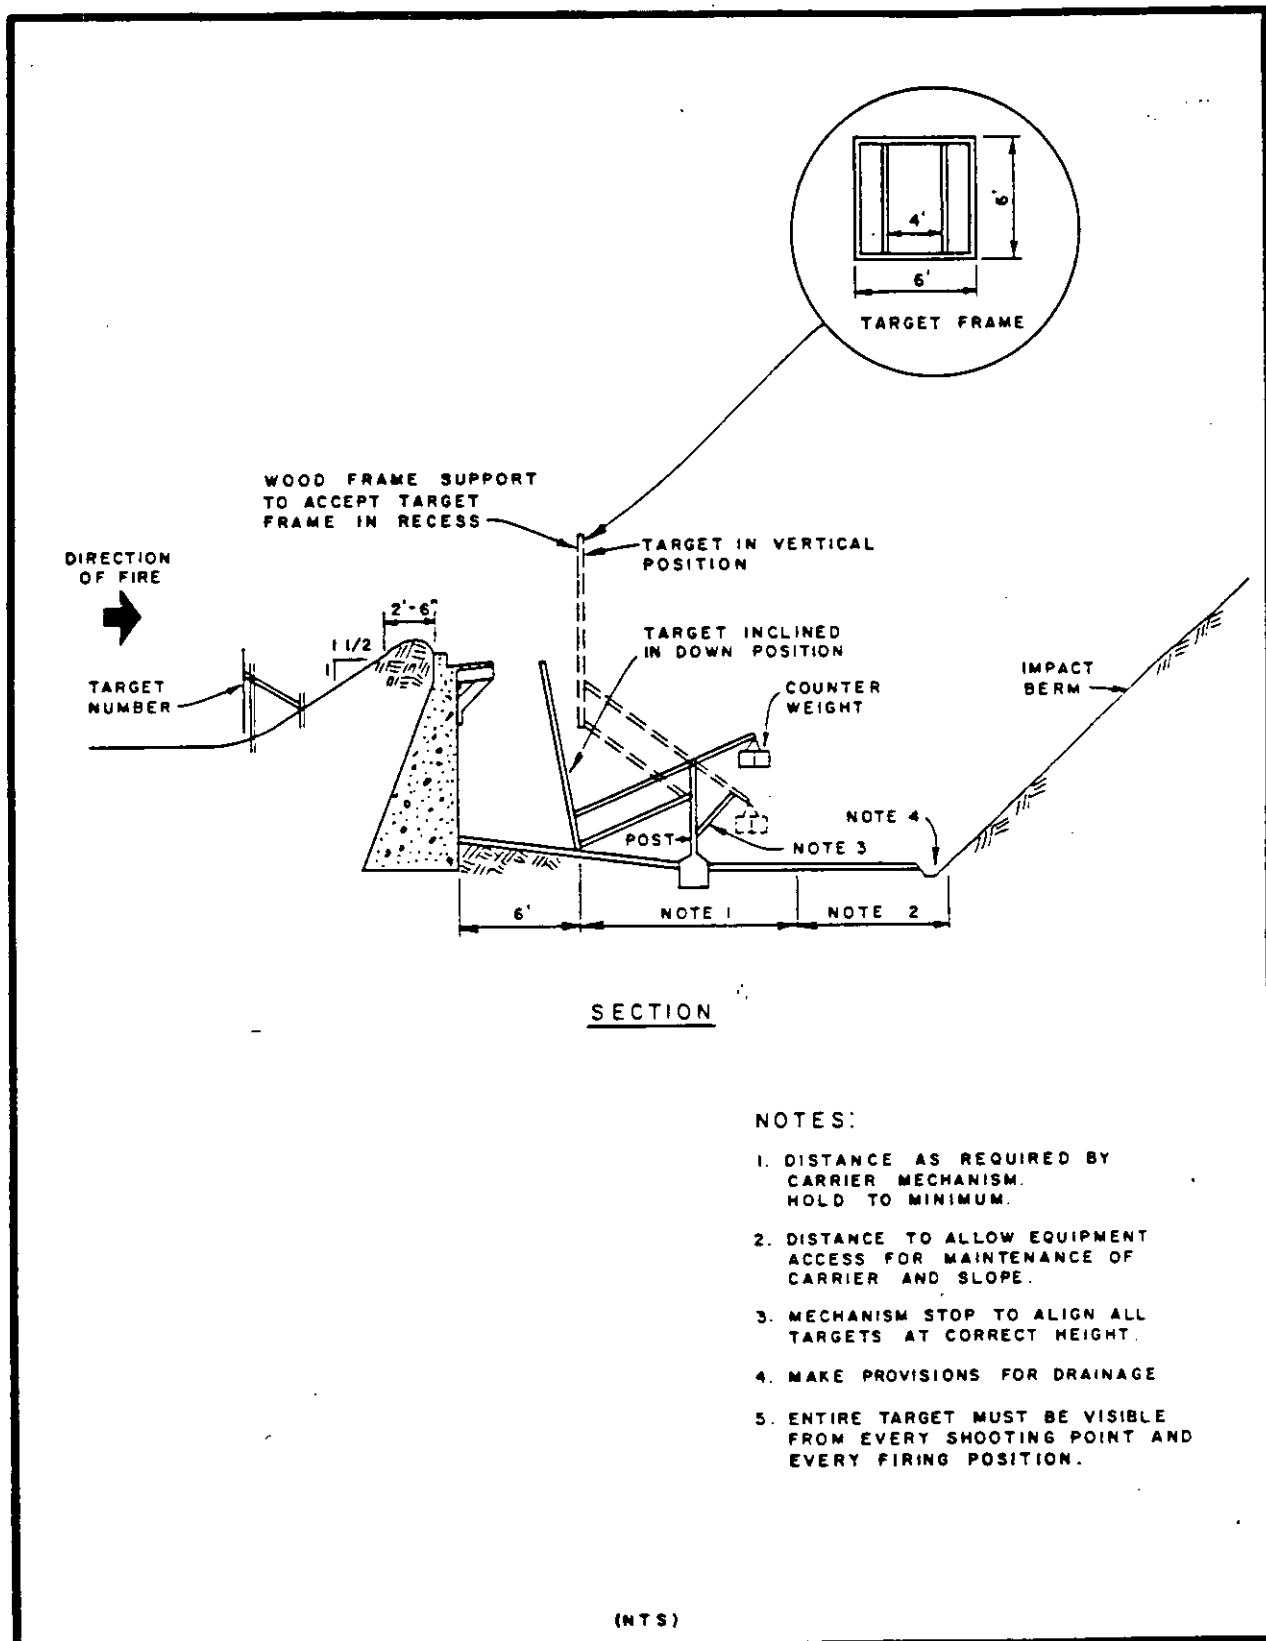 6'
4'
6'
TARGET FRAME
WOOD FRAME SUPPORT
TO ACCEPT TARGET
FRAME IN RECESS
TARGET IN VERTICAL
POSITION
DIRECTION
OF FIRE
2'-6"
1 1/2
1
TARGET INCLINED
IN DOWN POSITION
TARGET
NUMBER
COUNTER
WEIGHT
IMPACT
BERM
NOTE 4
POST
NOTE 3
6'
NOTE 1
NOTE 2
SECTION
NOTES:
1. DISTANCE AS REQUIRED BY
CARRIER MECHANISM.
HOLD TO MINIMUM.
2. DISTANCE TO ALLOW EQUIPMENT
ACCESS FOR MAINTENANCE OF
CARRIER AND SLOPE.
3. MECHANISM STOP TO ALIGN ALL
TARGETS AT CORRECT HEIGHT.
4. MAKE PROVISIONS FOR DRAINAGE
5. ENTIRE TARGET MUST BE VISIBLE
FROM EVERY SHOOTING POINT AND
EVERY FIRING POSITION.
(NTS)